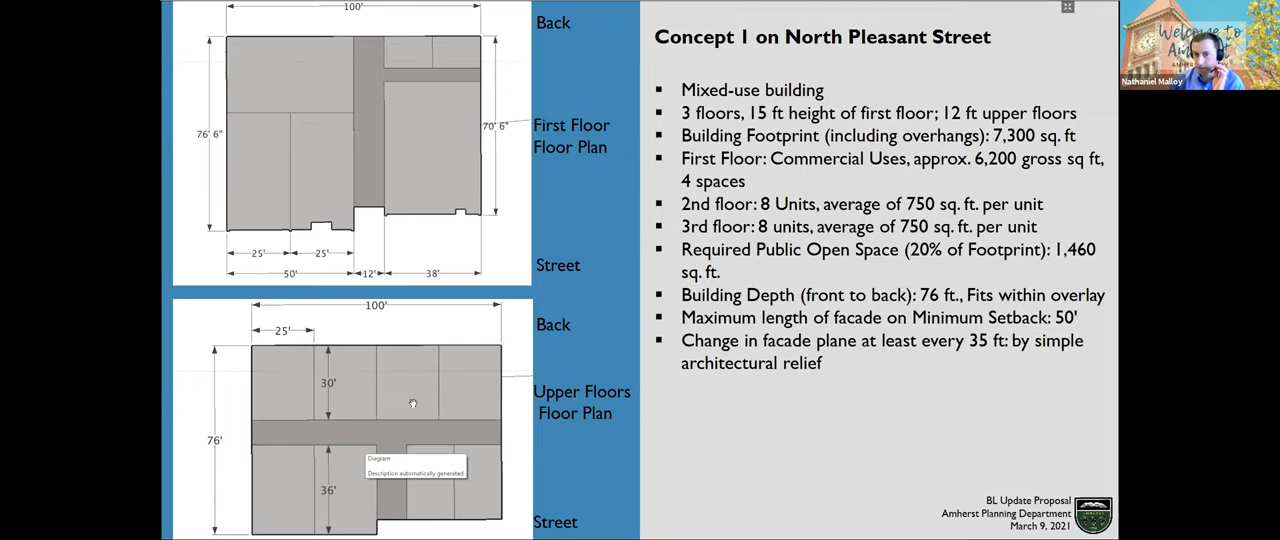 100'
Back
76' 6"
70' 6"
First Floor
Floor Plan
25'
25'
50'
12'
38'
Street
100'
Back
25'
30'
76'
Upper Floors
Floor Plan
Diagram
Description automatically generated
36'
Street
Concept 1 on North Pleasant Street
▪ Mixed-use building
▪ 3 floors, 15 ft height of first floor; 12 ft upper floors
▪ Building Footprint (including overhangs): 7,300 sq. ft
▪ First Floor: Commercial Uses, approx. 6,200 gross sq ft,
4 spaces
▪ 2nd floor: 8 Units, average of 750 sq. ft. per unit
▪ 3rd floor: 8 units, average of 750 sq. ft. per unit
▪ Required Public Open Space (20% of Footprint): 1,460
sq. ft.
▪ Building Depth (front to back): 76 ft., Fits within overlay
▪ Maximum length of facade on Minimum Setback: 50'
▪ Change in facade plane at least every 35 ft: by simple
architectural relief
BL Update Proposal
Amherst Planning Department
March 9, 2021
Welcome to
Nathaniel Malloy